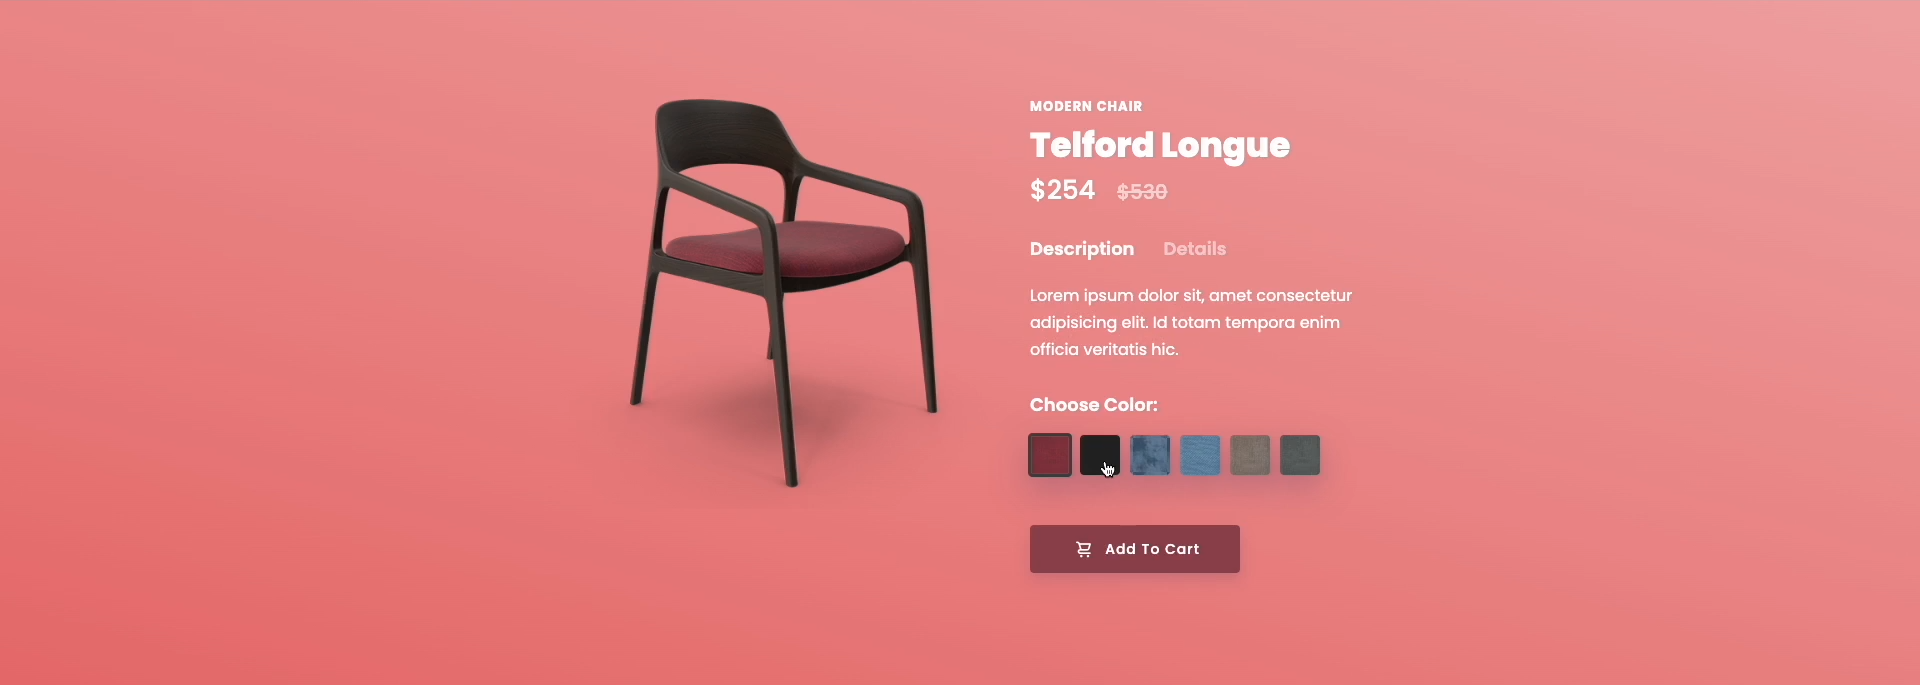 MODERN CHAIR
Telford Longue
$254 $530
Description Details
Lorem ipsum dolor sit, amet consectetur
adipisicing elit. Id totam tempora enim
officia veritatis hic.
Choose Color:
Add To Cart